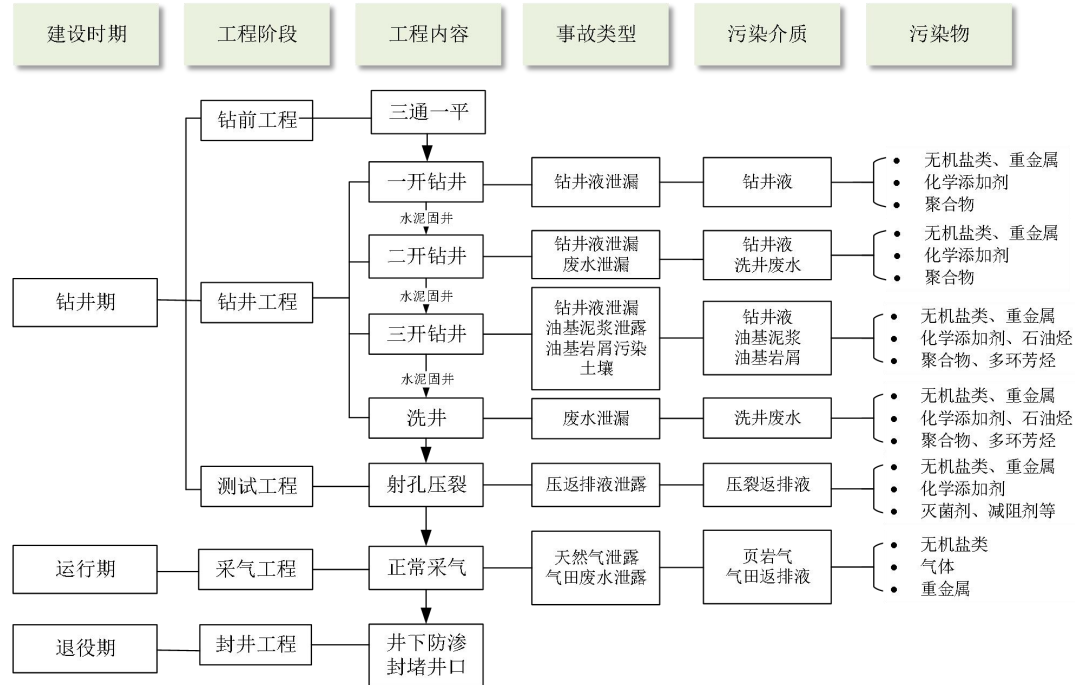 建设时期
工程阶段
工程内容
事故类型
污染介质
污染物
钻前工程
三通一平
一开钻井
钻井液泄漏
钻井液
• 无机盐类、重金属
• 化学添加剂
• 聚合物
水泥固井
二开钻井
钻井液泄漏
废水泄漏
钻井液
洗井废水
• 无机盐类、重金属
• 化学添加剂
• 聚合物
钻井期
钻井工程
水泥固井
三开钻井
钻井液泄漏
油基泥浆泄露
油基岩屑污染
土壤
钻井液
油基泥浆
油基岩屑
• 无机盐类、重金属
• 化学添加剂、石油烃
• 聚合物、多环芳烃
水泥固井
洗井
废水泄漏
洗井废水
• 无机盐类、重金属
• 化学添加剂、石油烃
• 聚合物、多环芳烃
测试工程
射孔压裂
压返排液泄露
压裂返排液
• 无机盐类、重金属
• 化学添加剂
• 灭菌剂、减阻剂等
运行期
采气工程
正常采气
天然气泄露
气田废水泄露
页岩气
气田返排液
• 无机盐类
• 气体
• 重金属
退役期
封井工程
井下防渗
封堵井口